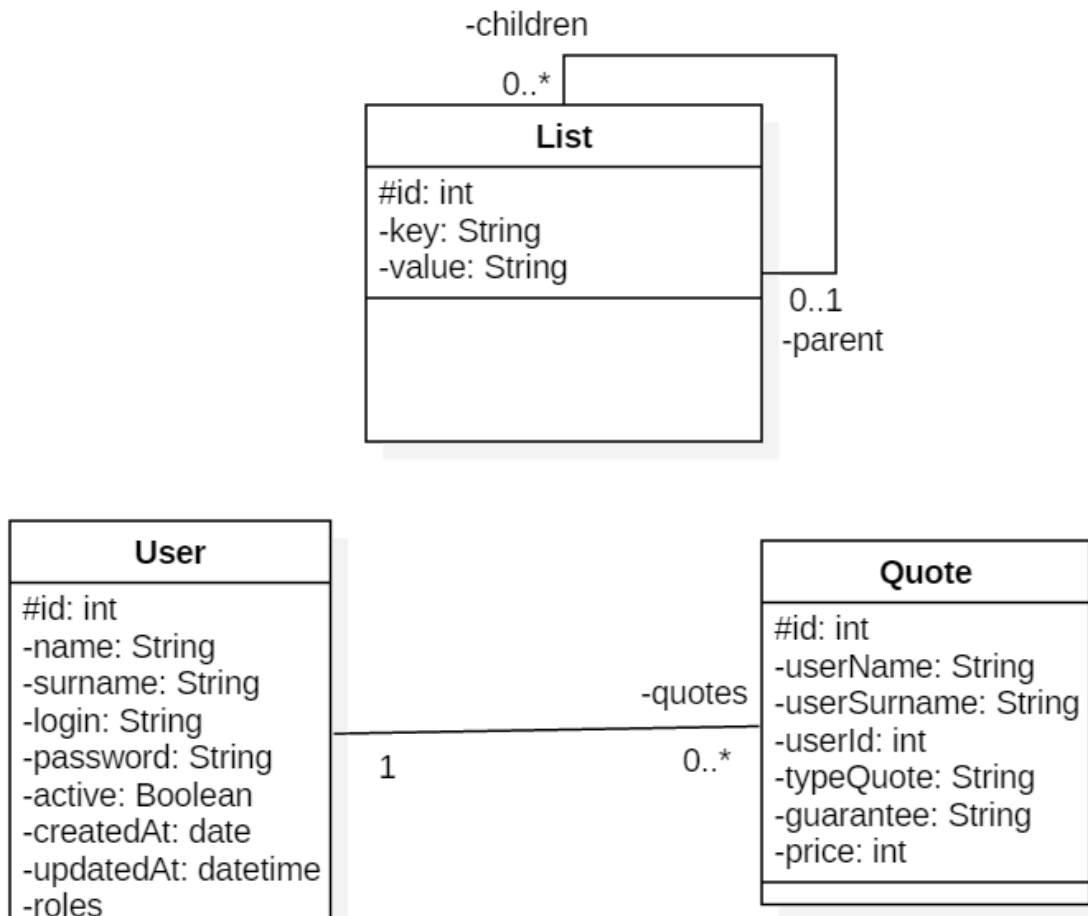 -children
0..*
List
#id: int
-key: String
-value: String
0..1
-parent
User
#id: int
-name: String
-surname: String
-login: String
-password: String
-active: Boolean
-createdAt: date
-updatedAt: datetime
-roles
-quotes
1
0..*
Quote
#id: int
-userName: String
-userSurname: String
-userId: int
-typeQuote: String
-guarantee: String
-price: int